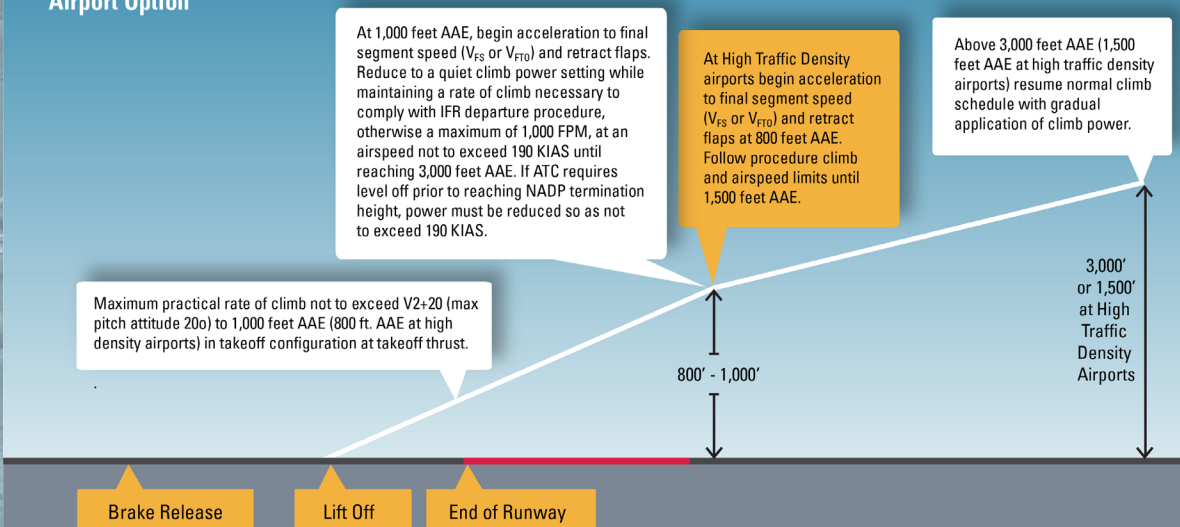 Airport Option
At 1,000 feet AAE, begin acceleration to final
segment speed (VFS or VFTO) and retract flaps.
Reduce to a quiet climb power setting while
maintaining a rate of climb necessary to
comply with IFR departure procedure,
otherwise a maximum of 1,000 FPM, at an
airspeed not to exceed 190 KIAS until
reaching 3,000 feet AAE. If ATC requires
level off prior to reaching NADP termination
height, power must be reduced so as not
to exceed 190 KIAS.
At High Traffic Density
airports begin acceleration
to final segment speed
(VFS or VFTO) and retract
flaps at 800 feet AAE.
Follow procedure climb
and airspeed limits until
1,500 feet AAE.
Above 3,000 feet AAE (1,500
feet AAE at high traffic density
airports) resume normal climb
schedule with gradual
application of climb power.
Maximum practical rate of climb not to exceed V2+20 (max
pitch attitude 20o) to 1,000 feet AAE (800 ft. AAE at high
density airports) in takeoff configuration at takeoff thrust.
.
800’ - 1,000’
3,000’
or 1,500’
at High
Traffic
Density
Airports
Brake Release
Lift Off
End of Runway